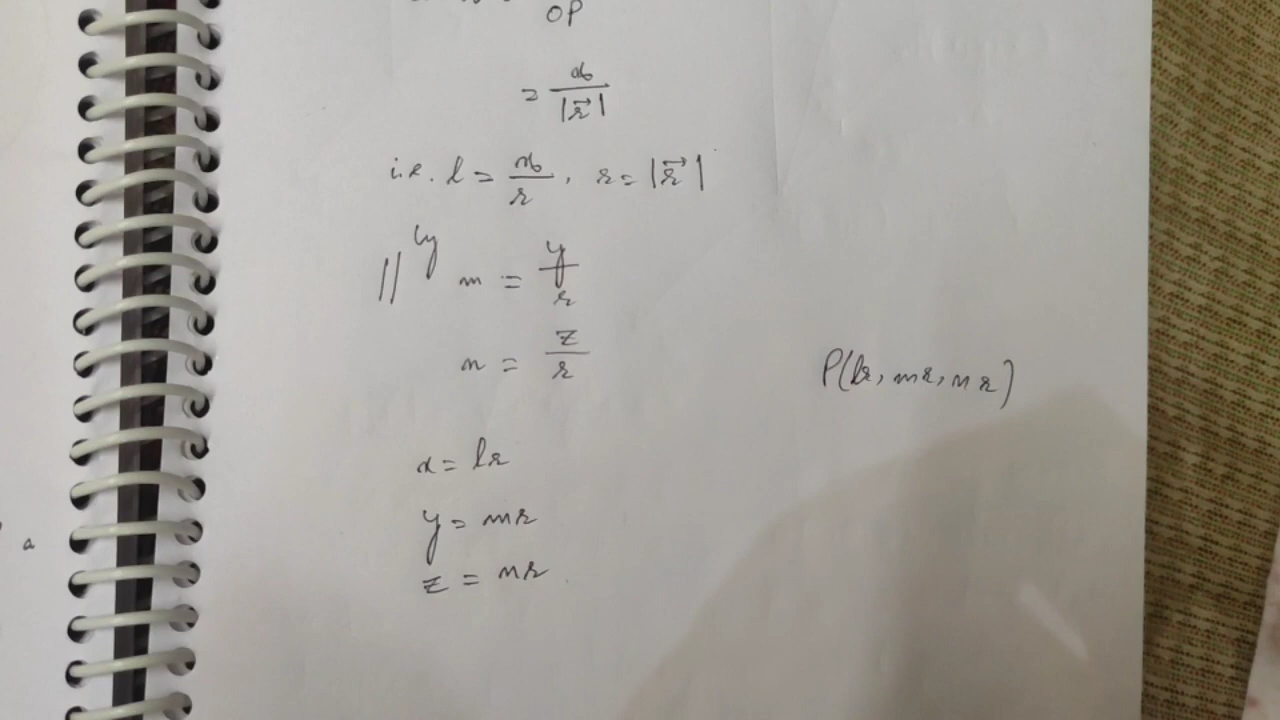 OP
= x/|r⃗|
i.e. l = x/r, r = |r⃗|
||ly m = y/r
n = z/r
P(lr, mr, nr)
x = lr
y = mr
z = nr
a